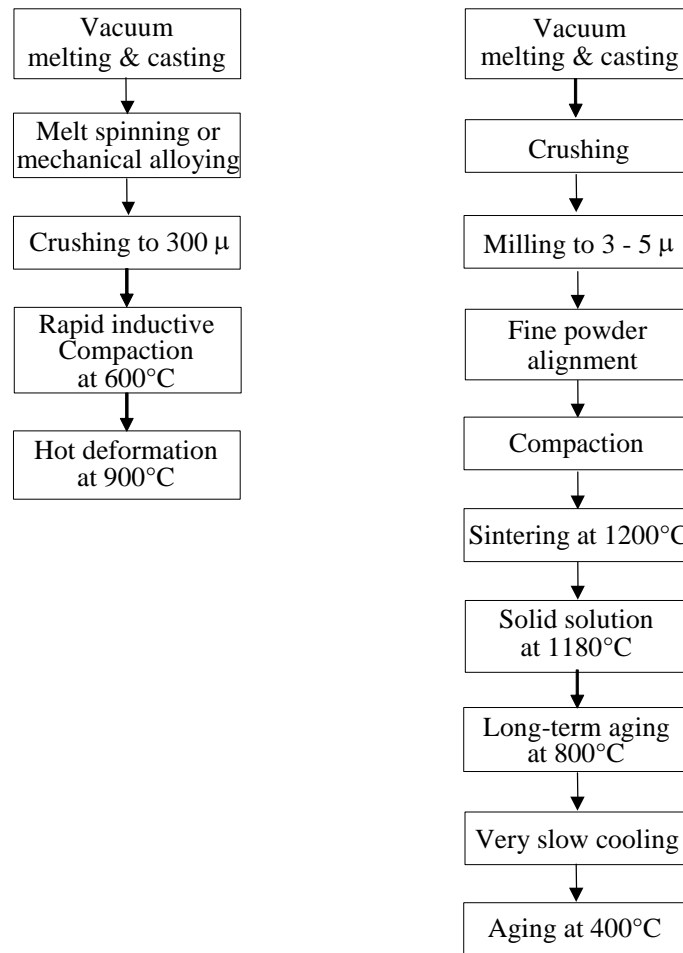 Vacuum
melting & casting
Melt spinning or
mechanical alloying
Crushing to 300 μ
Rapid inductive
Compaction
at 600°C
Hot deformation
at 900°C
Vacuum
melting & casting
Crushing
Milling to 3 - 5 μ
Fine powder
alignment
Compaction
Sintering at 1200°C
Solid solution
at 1180°C
Long-term aging
at 800°C
Very slow cooling
Aging at 400°C